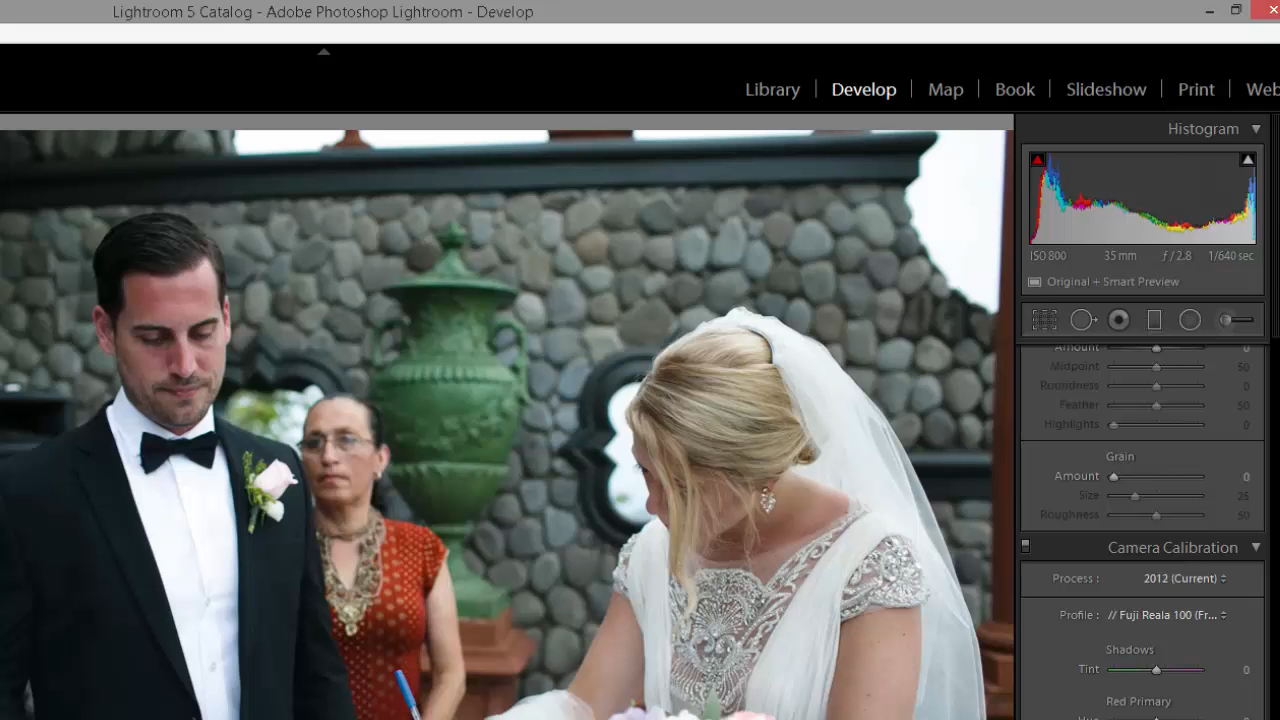 Lightroom 5 Catalog - Adobe Photoshop Lightroom - Develop
Library | Develop | Map | Book | Slideshow | Print | Web
Histogram
ISO 800 35 mm f / 2.8 1/640 sec
Original + Smart Preview
Amount 0
Midpoint 50
Roundness 0
Feather 50
Highlights 0
Grain
Amount 0
Size 25
Roughness 50
Camera Calibration
Process : 2012 (Current)
Profile : // Fuji Reala 100 (Fr...
Shadows
Tint 0
Red Primary
Hue